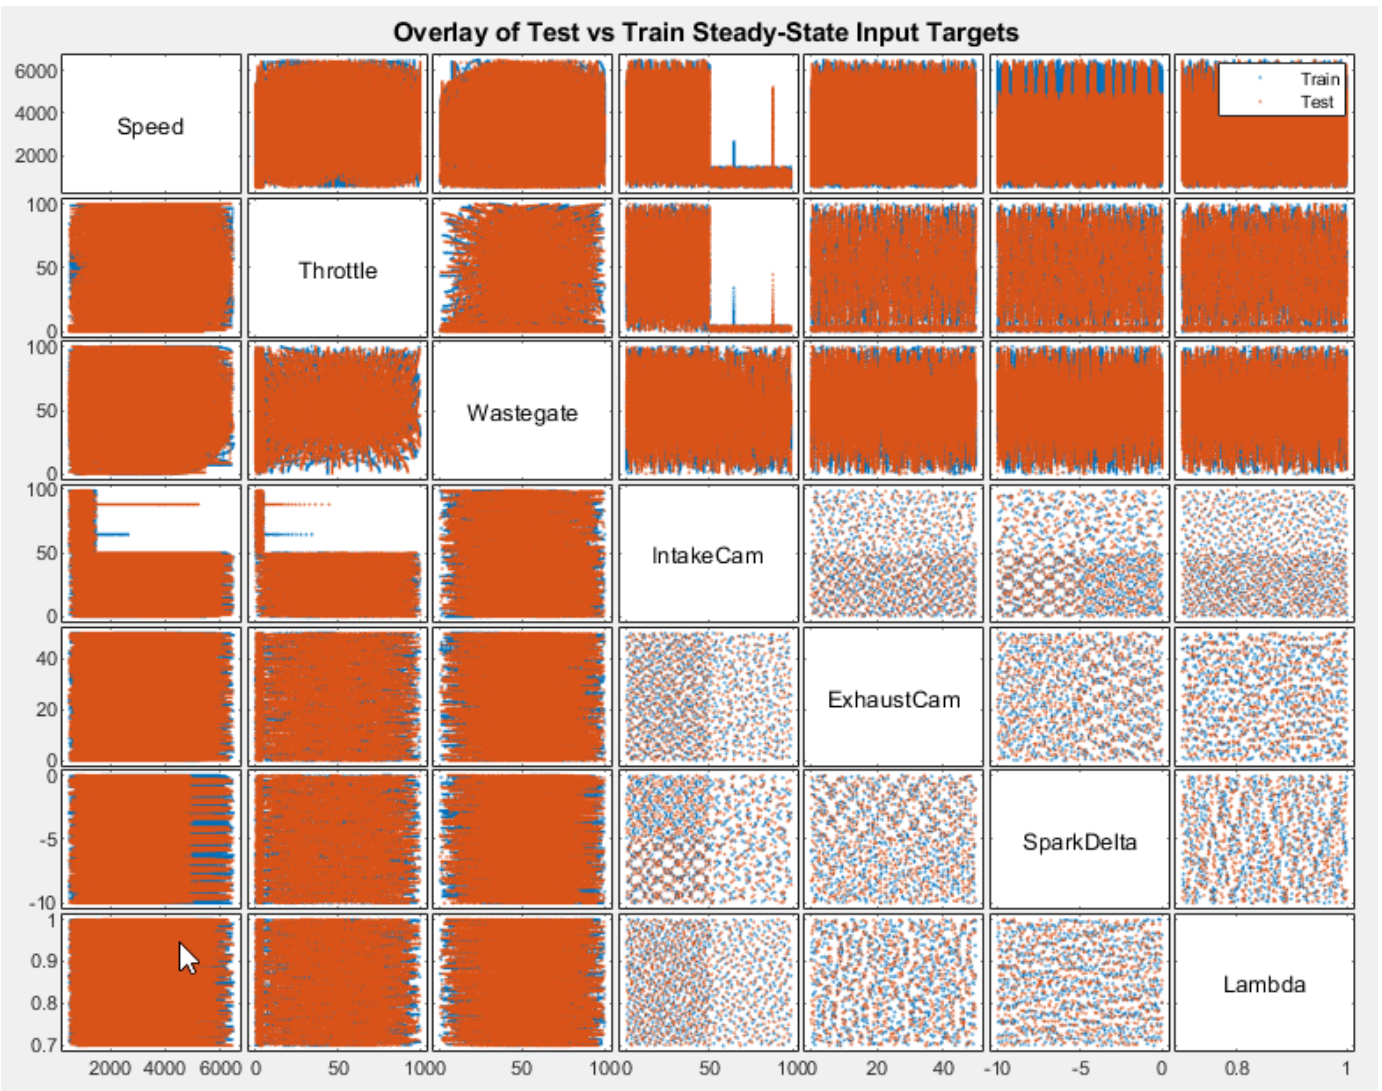 Overlay of Test vs Train Steady-State Input Targets
6000
4000
2000
Speed
Train
Test
100
50
0
Throttle
100
50
0
Wastegate
100
50
0
IntakeCam
40
20
0
ExhaustCam
0
-5
-10
SparkDelta
1
0.9
0.8
0.7
Lambda
2000 4000 6000 0 50 100 0 50 100 0 50 100 0 20 40 -10 -5 0 0.8 1